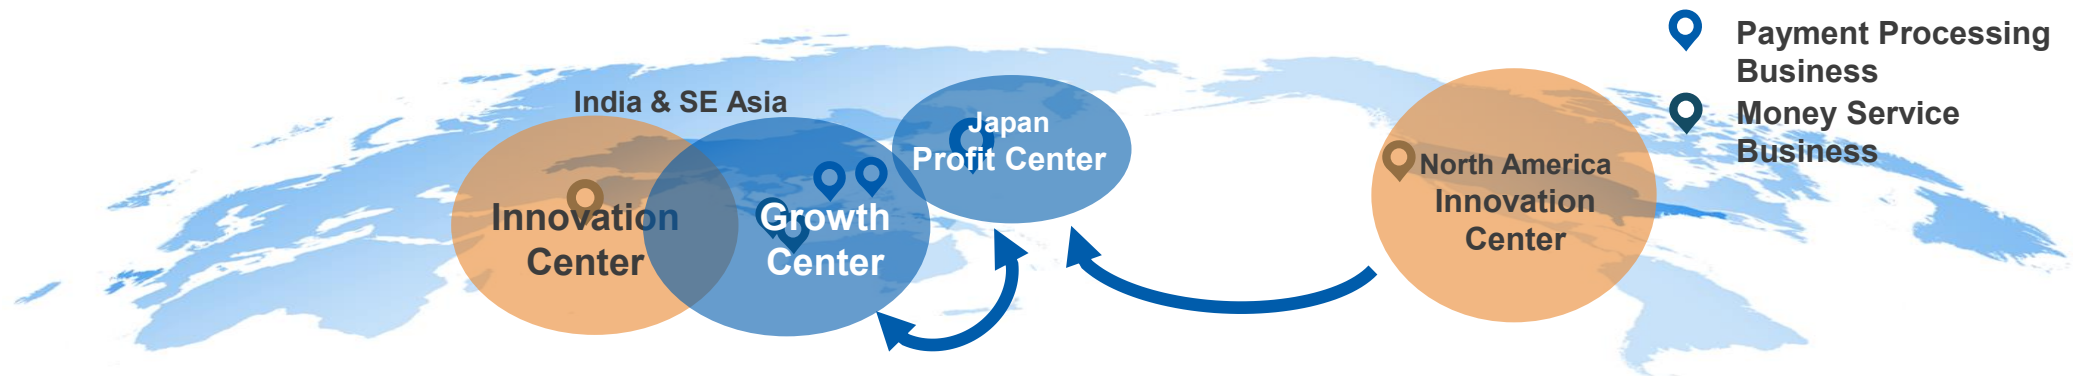 Payment Processing
Business
Money Service
Business
India & SE Asia
Innovation
Center
Growth
Center
Japan
Profit Center
North America
Innovation
Center